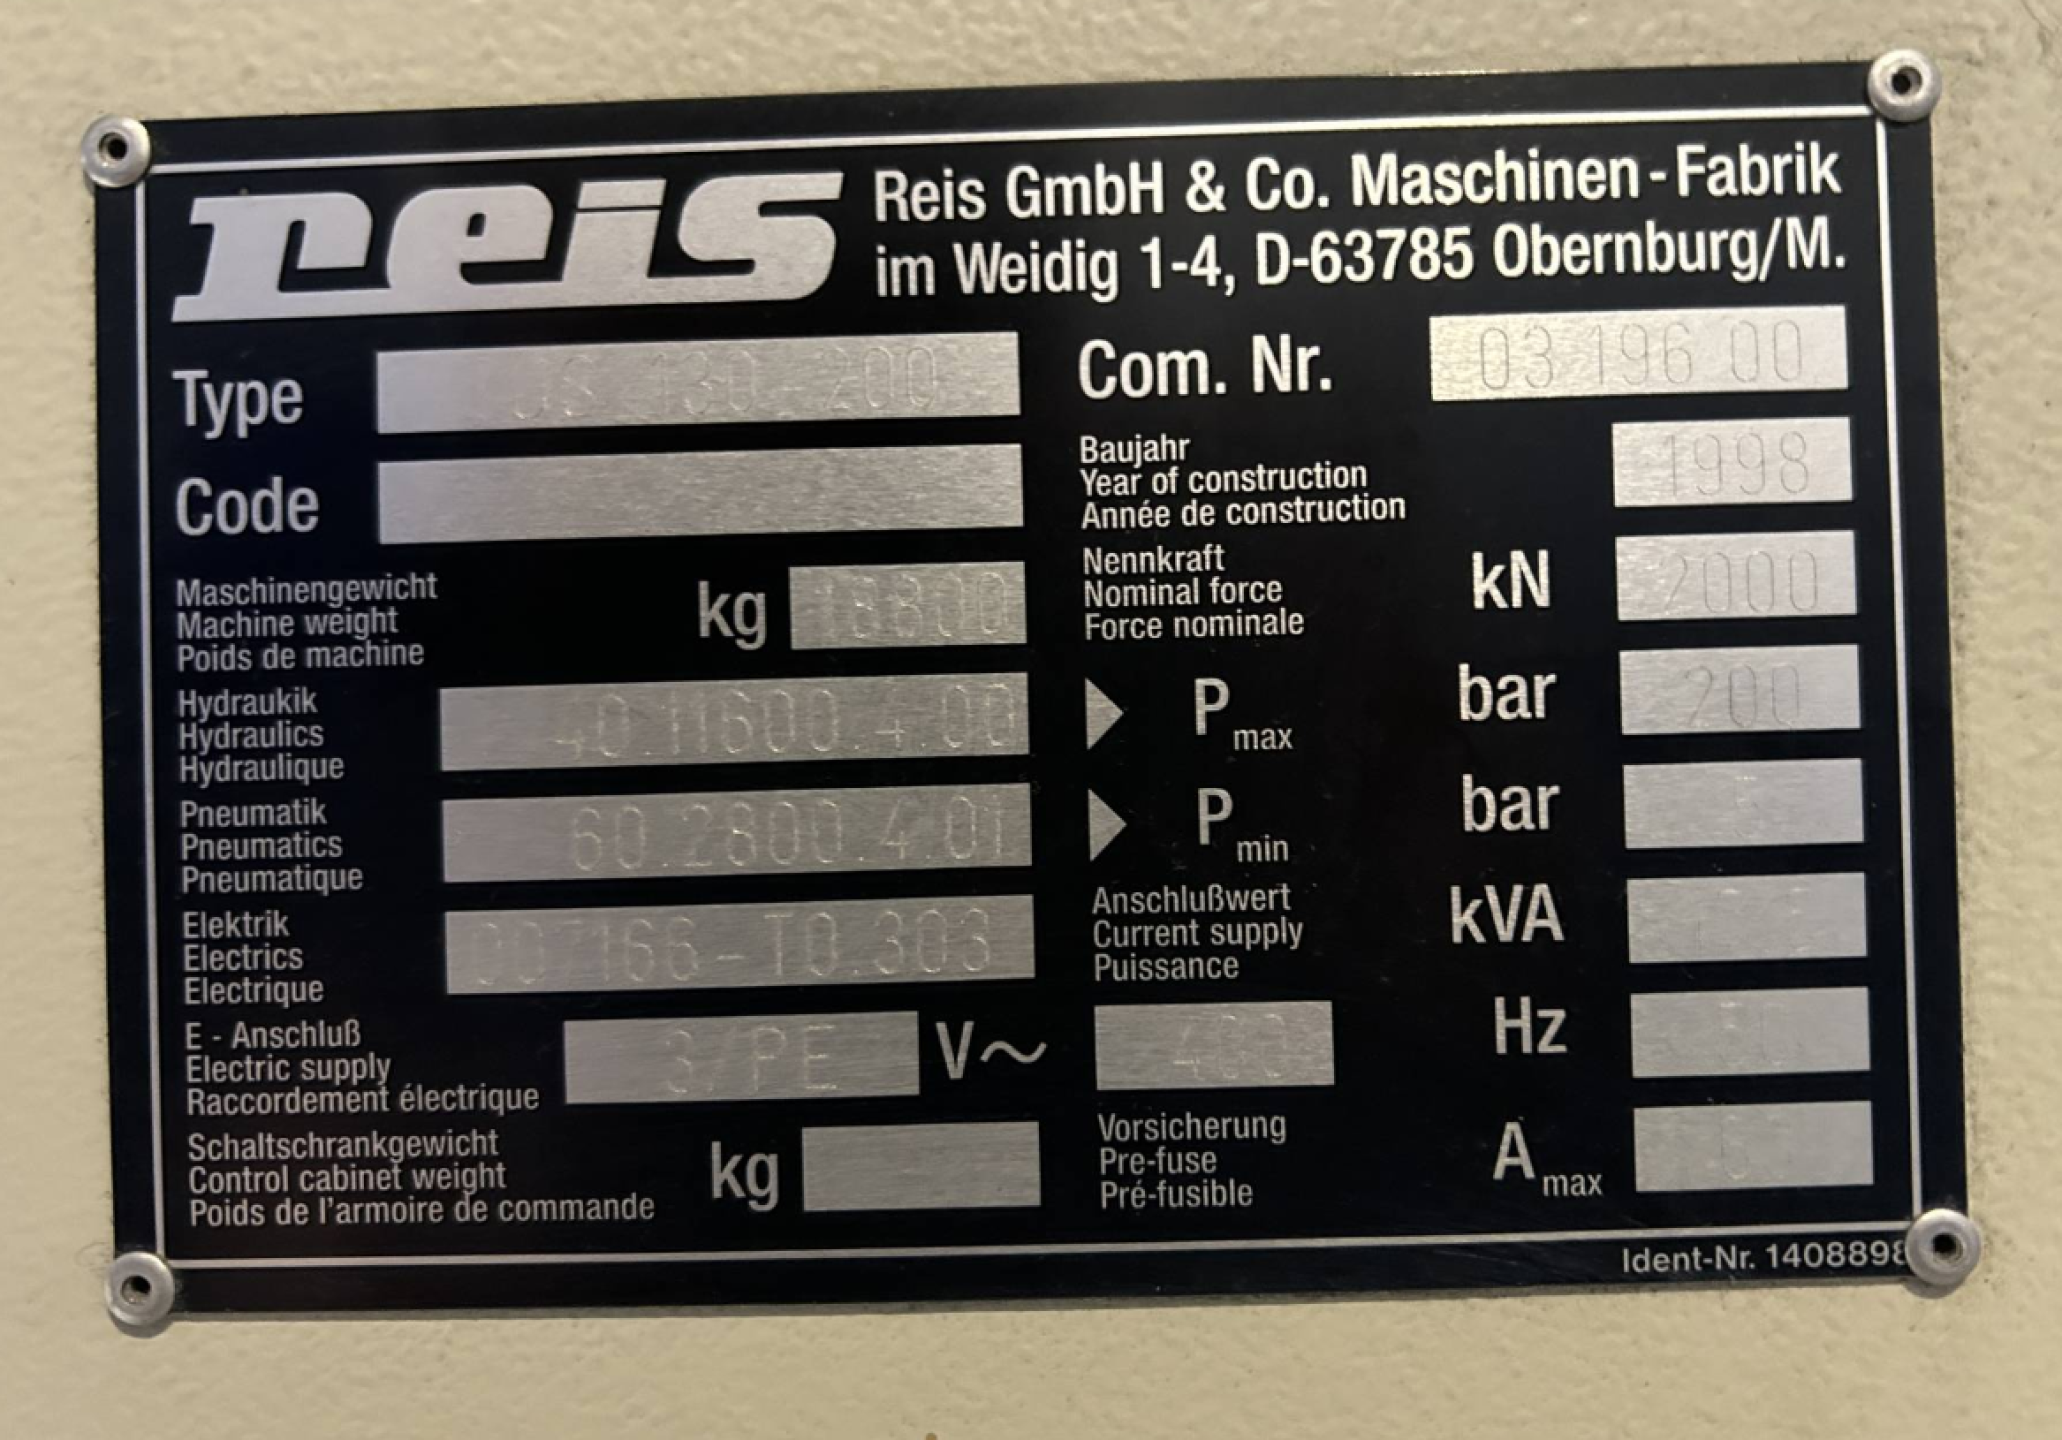 reis
Reis GmbH & Co. Maschinen-Fabrik
im Weidig 1-4, D-63785 Obernburg/M.
Type 130-200
Com. Nr. 03 196 00
Code
Baujahr
Year of construction
Année de construction
1998
Maschinengewicht
Machine weight
Poids de machine
kg
Nennkraft
Nominal force
Force nominale
kN 2000
Hydraukik
Hydraulics
Hydraulique
40.11600.4.00
P max bar 200
Pneumatik
Pneumatics
Pneumatique
60.2800.4.01
P min bar
Elektrik
Electrics
Electrique
007166-T0.303
Anschlußwert
Current supply
Puissance
kVA
E - Anschluß
Electric supply
Raccordement électrique
3/PE V~ 400
Hz
Schaltschrankgewicht
Control cabinet weight
Poids de l'armoire de commande
kg
Vorsicherung
Pre-fuse
Pré-fusible
A max
Ident-Nr. 1408898